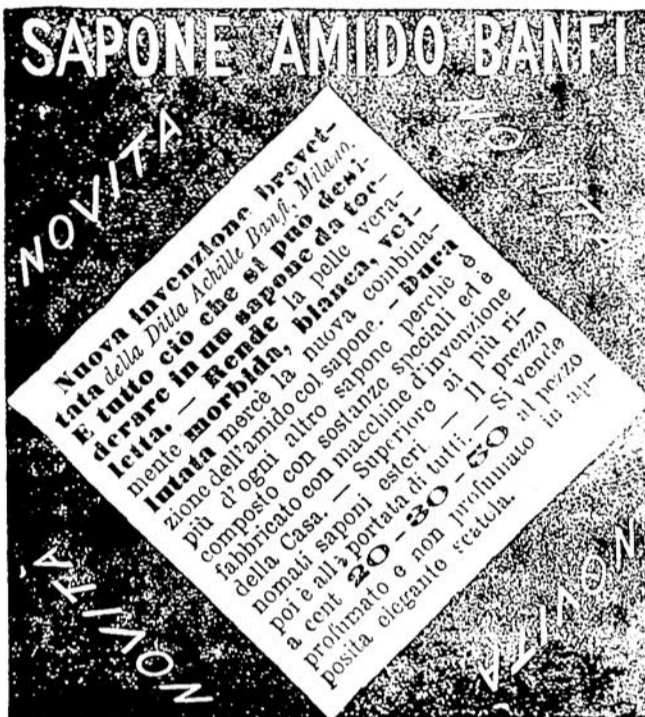 SAPONE AMIDO BANFI
NOVITÀ
NOVITÀ
Nuova invenzione brevet-
tata della Ditta Achille Banfi, Milano.
È tutto ciò che si può desi-
derare in un sapone da toe-
letta. — Rende la pelle vera-
mente morbida, bianca, vel-
lutata mercè la nuova combina-
zione dell'amido col sapone. — Dura
più d'ogni altro sapone perchè è
composto con sostanze speciali ed è
fabbricato con macchine d'invenzione
della Casa. — Superiore ai più ri-
nomati saponi esteri. — Il prezzo
poi è alla portata di tutti. — Si vende
a cent 20-30-50 al pezzo
profumato e non profumato in ap-
posita elegante scatola.
NOVITÀ
NOVITÀ